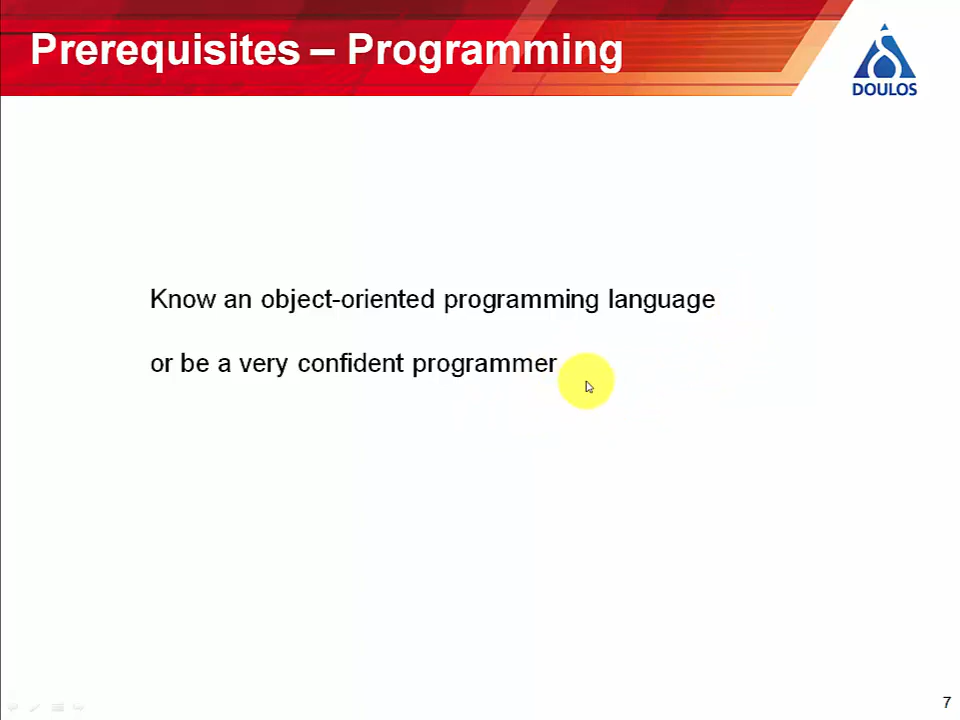 Prerequisites – Programming
DOULOS
Know an object-oriented programming language
or be a very confident programmer
7